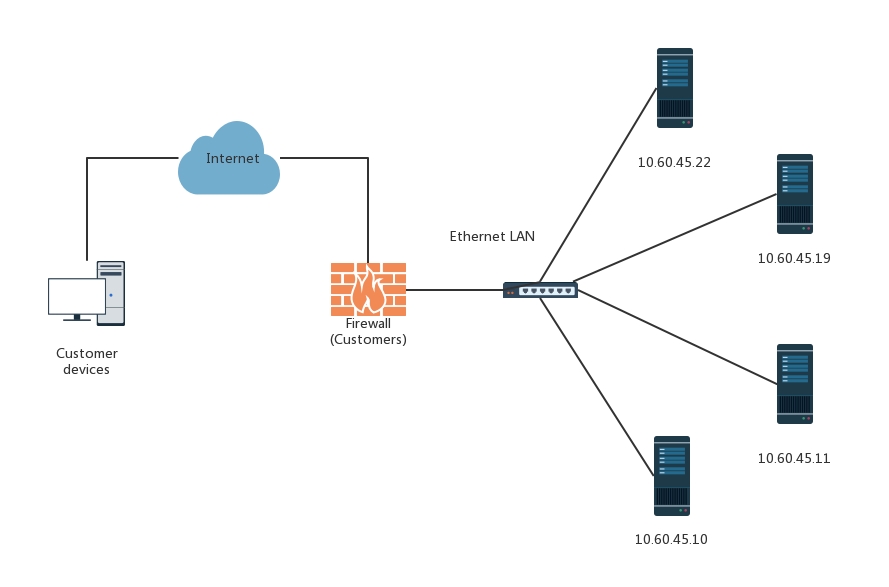 10.60.45.22
Internet
Ethernet LAN
10.60.45.19
Firewall
(Customers)
Customer
devices
10.60.45.11
10.60.45.10